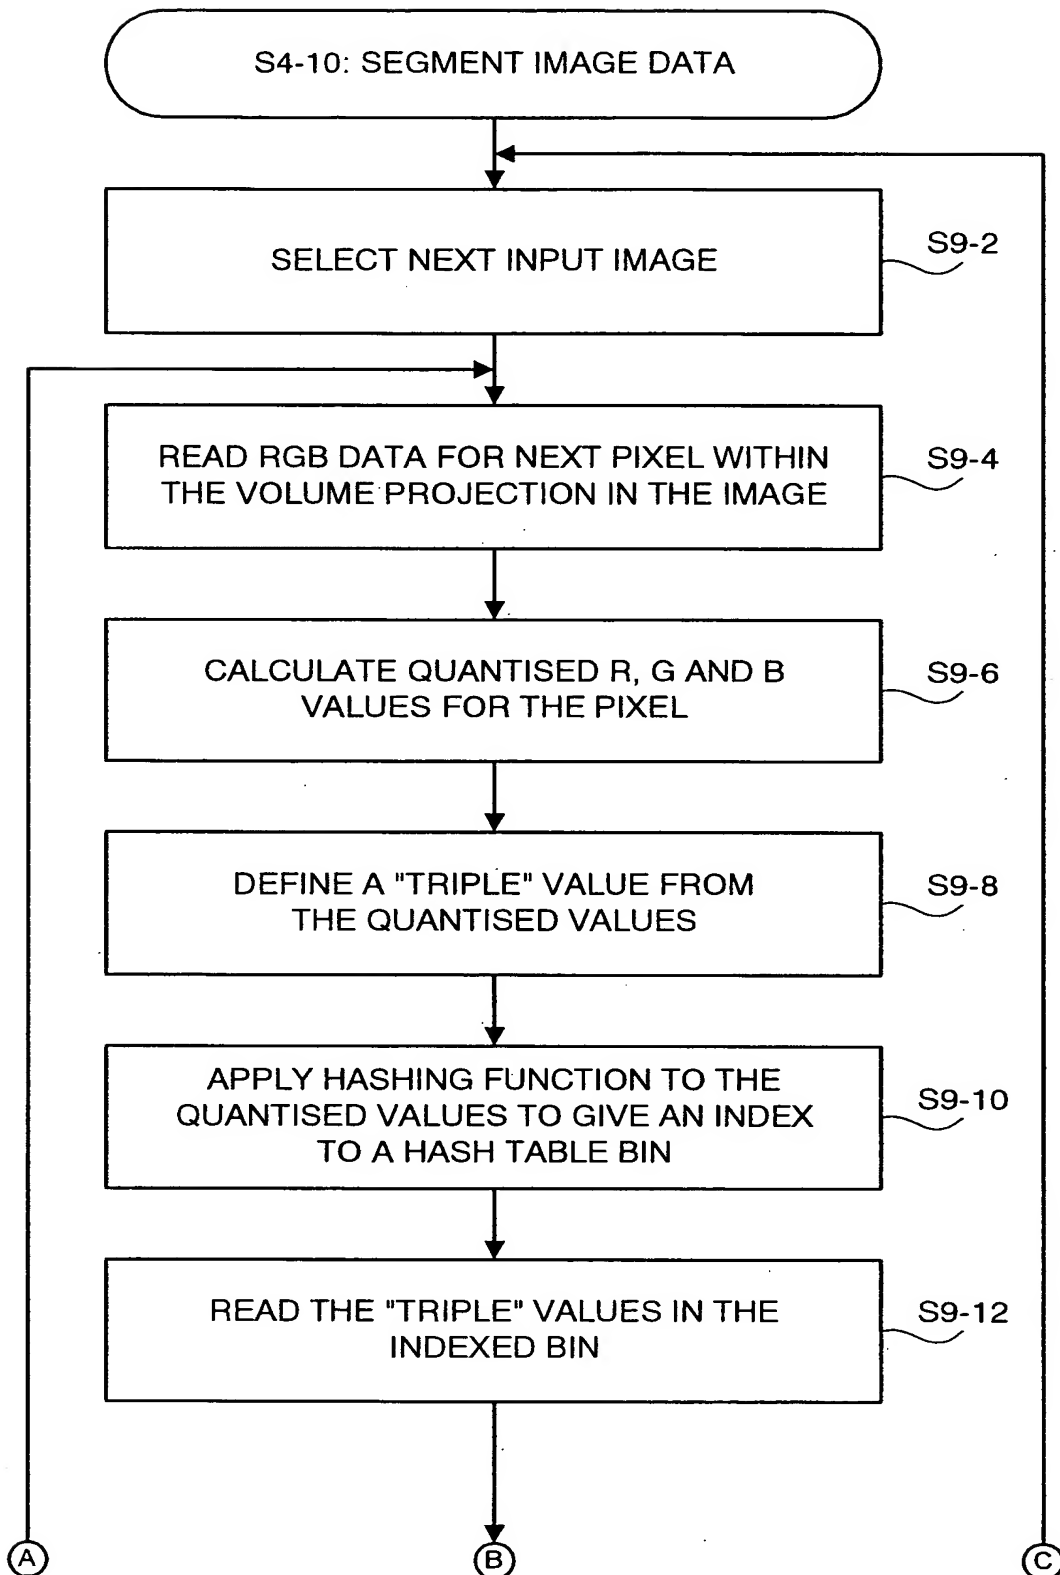 S4-10: SEGMENT IMAGE DATA
SELECT NEXT INPUT IMAGE
S9-2
READ RGB DATA FOR NEXT PIXEL WITHIN
THE VOLUME PROJECTION IN THE IMAGE
S9-4
CALCULATE QUANTISED R, G AND B
VALUES FOR THE PIXEL
S9-6
DEFINE A "TRIPLE" VALUE FROM
THE QUANTISED VALUES
S9-8
APPLY HASHING FUNCTION TO THE
QUANTISED VALUES TO GIVE AN INDEX
TO A HASH TABLE BIN
S9-10
READ THE "TRIPLE" VALUES IN THE
INDEXED BIN
S9-12
A
B
C